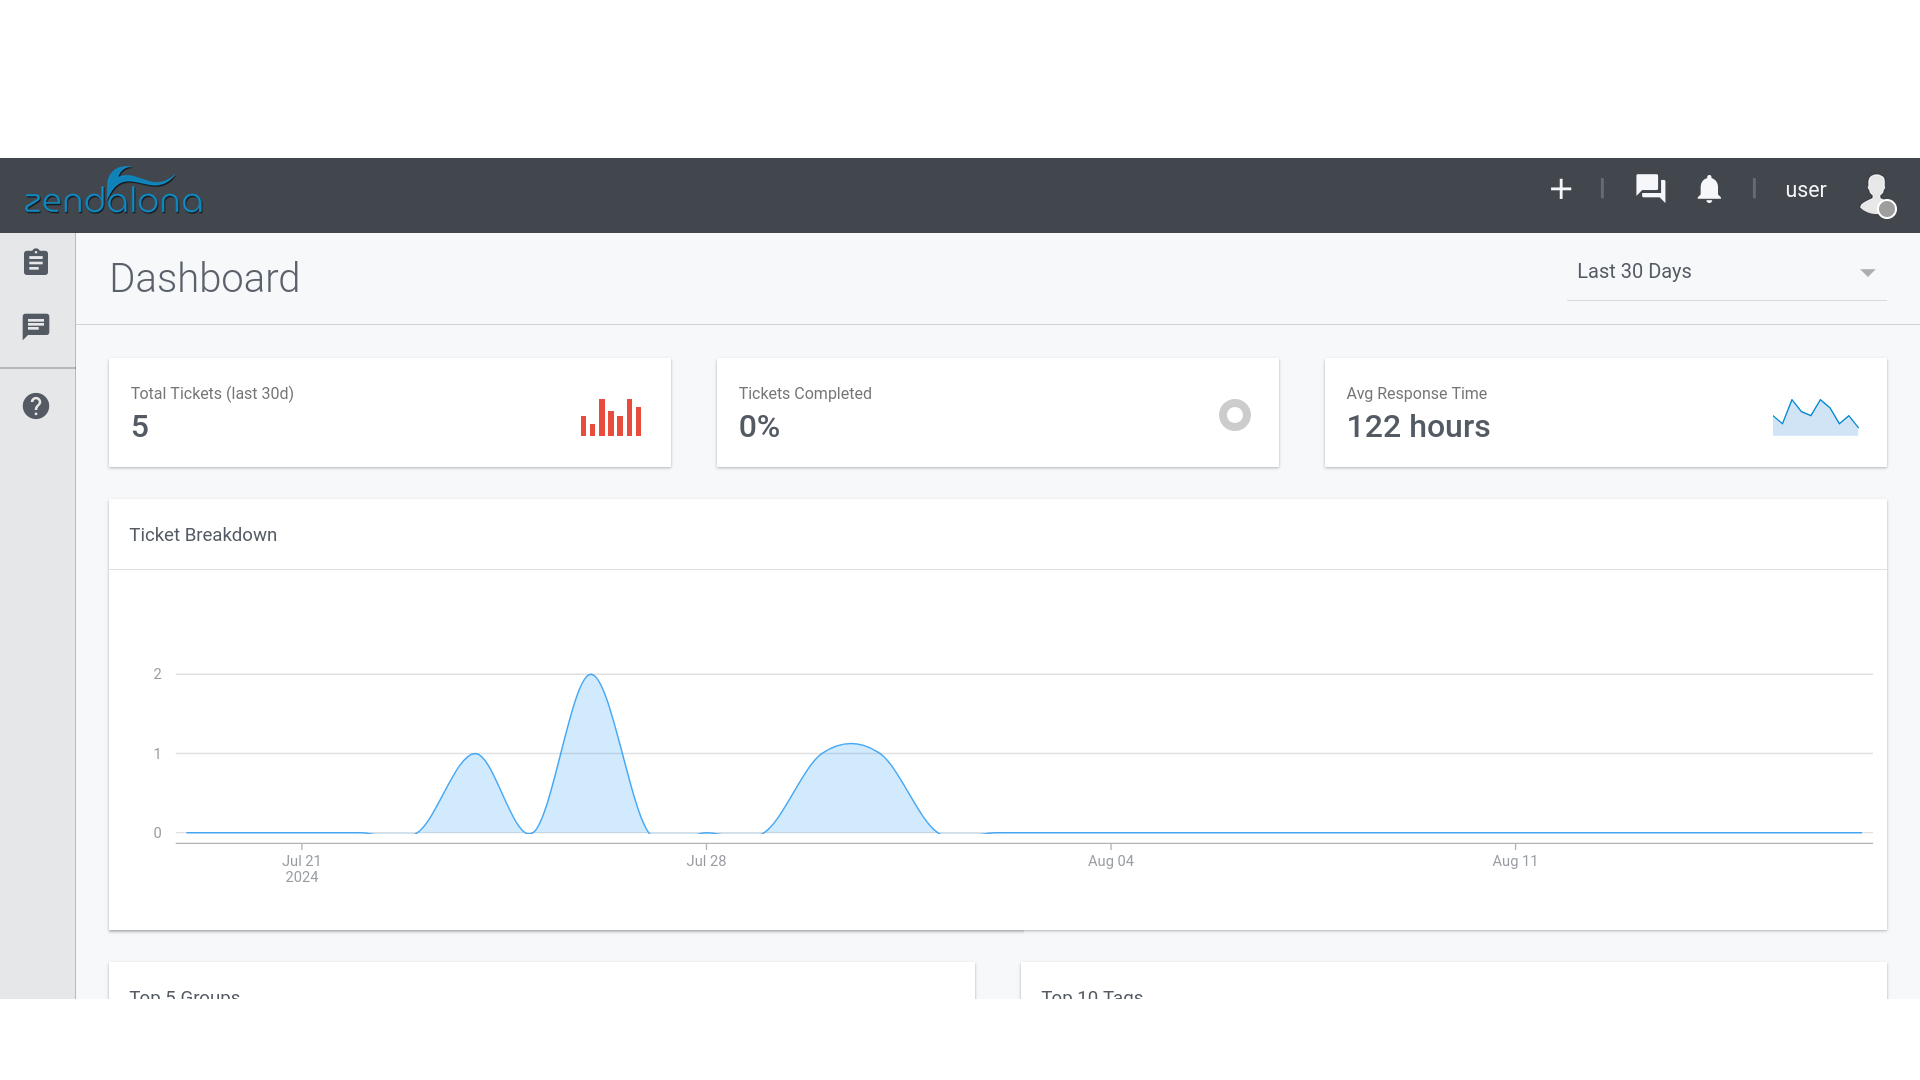 zendalona
user
Dashboard
Last 30 Days
Total Tickets (last 30d)
5
Tickets Completed
0%
Avg Response Time
122 hours
Ticket Breakdown
2
1
0
Jul 21
2024
Jul 28
Aug 04
Aug 11
Top 5 Groups
Top 10 Tags